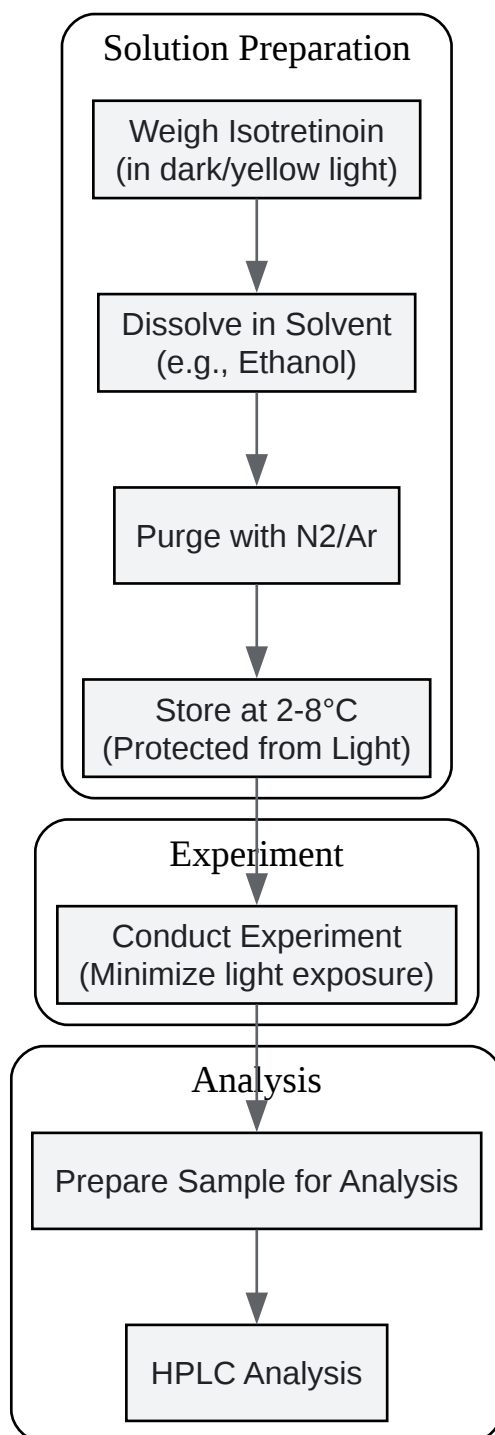 Solution Preparation
Weigh Isotretinoin
(in dark/yellow light)
Dissolve in Solvent
(e.g., Ethanol)
Purge with N2/Ar
Store at 2-8°C
(Protected from Light)
Experiment
Conduct Experiment
(Minimize light exposure)
Analysis
Prepare Sample for Analysis
HPLC Analysis